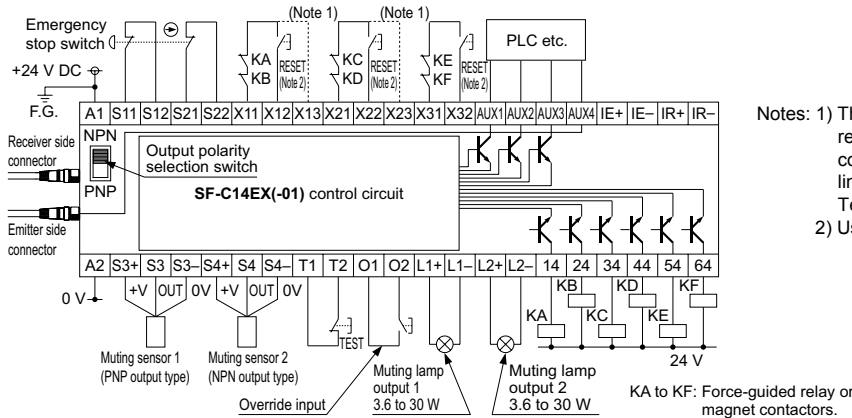 (Note 1)
(Note 1)
Emergency
stop switch
PLC etc.
KA
KB
RESET
(Note 2)
KC
KD
RESET
(Note 2)
KE
KF
RESET
(Note 2)
+24 V DC
F.G.
A1 S11 S12 S21 S22 X11 X12 X13 X21 X22 X23 X31 X32 AUX1 AUX2 AUX3 AUX4 IE+ IE– IR+ IR–
Notes: 1) Th
re
co
lin
Te
2) Us
Receiver side
connector
NPN
PNP
Output polarity
selection switch
SF-C14EX(-01) control circuit
Emitter side
connector
A2 S3+ S3 S3– S4+ S4 S4– T1 T2 O1 O2 L1+ L1– L2+ L2– 14 24 34 44 54 64
0 V
+V OUT 0V
+V OUT 0V
TEST
KA
KB
KC
KD
KE
KF
24 V
Muting sensor 1
(PNP output type)
Muting sensor 2
(NPN output type)
Override input
Muting lamp
output 1
3.6 to 30 W
Muting lamp
output 2
3.6 to 30 W
KA to KF: Force-guided relay or
magnet contactors.